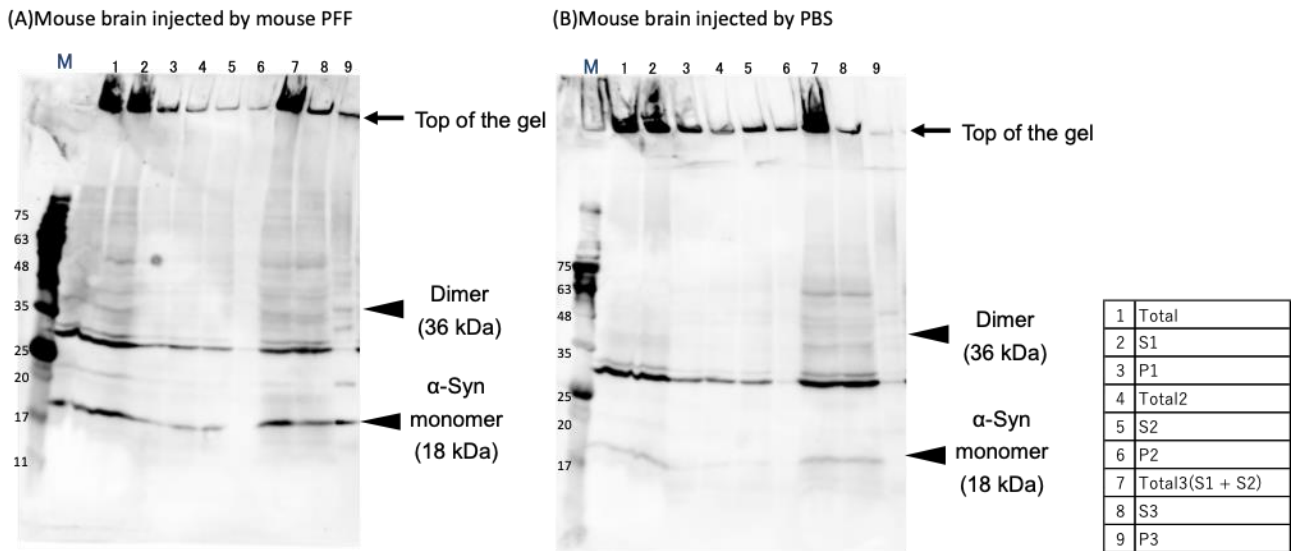 (A)Mouse brain injected by mouse PFF
(B)Mouse brain injected by PBS
M 1 2 3 4 5 6 7 8 9
Top of the gel
75
63
48
35
25
20
17
11
Dimer
(36 kDa)
α-Syn
monomer
(18 kDa)
M 1 2 3 4 5 6 7 8 9
Top of the gel
75
63
48
35
25
20
17
Dimer
(36 kDa)
α-Syn
monomer
(18 kDa)
1 Total
2 S1
3 P1
4 Total2
5 S2
6 P2
7 Total3(S1 + S2)
8 S3
9 P3